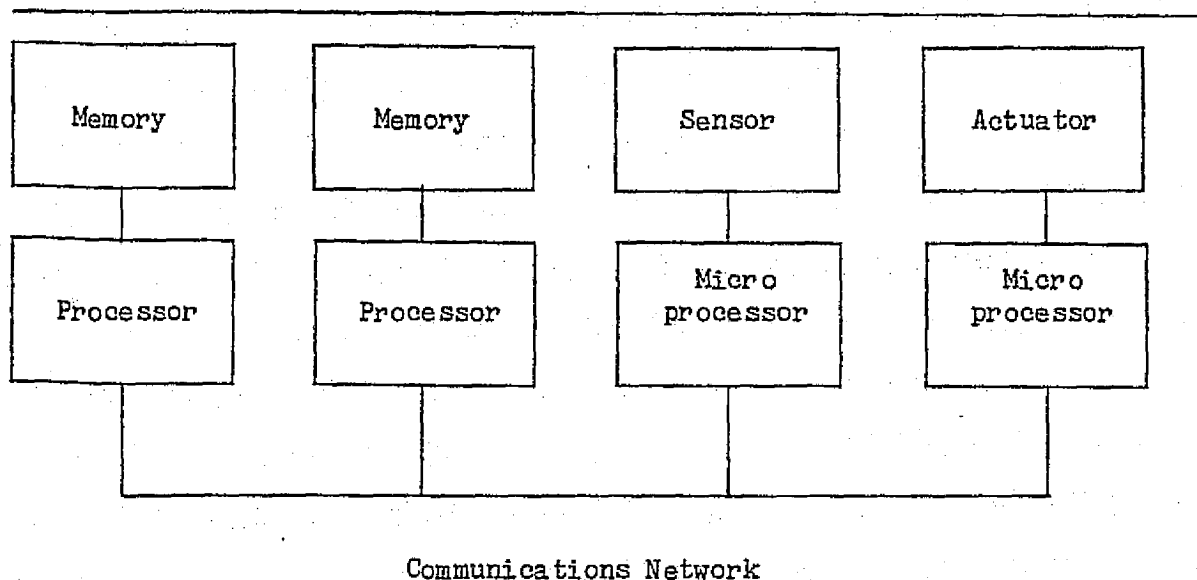 Memory
Memory
Sensor
Actuator
Processor
Processor
Micro
processor
Micro
processor
Communications Network